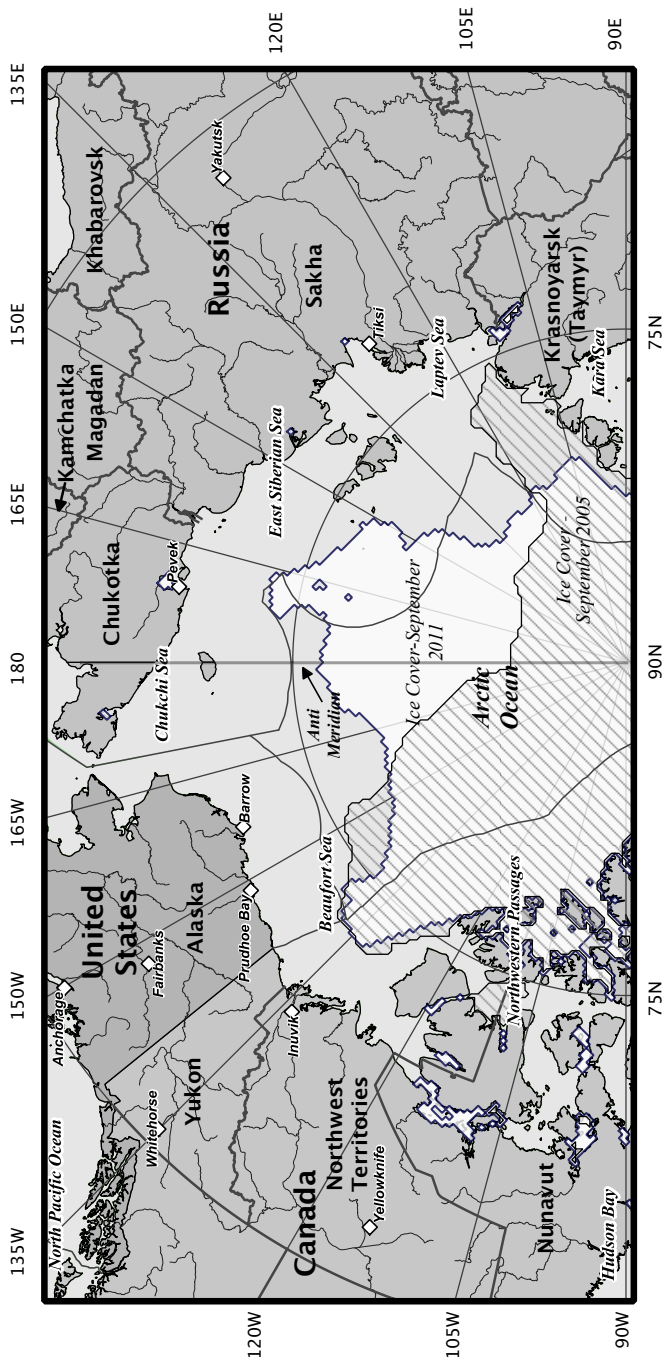 135W
150W
165W
180
165E
150E
135E
North Pacific Ocean
Anchorage
United
States
Kamchatka
Magadan
Khabarovsk
Whitehorse
Fairbanks
Alaska
Chukchi Sea
Chukotka
Pevek
Yakutsk
Russia
Yukon
Prudhoe Bay
Barrow
East Siberian Sea
Sakha
120W
120E
Canada
Northwest
Territories
Inuvik
Beaufort Sea
Anti
Meridian
Tiksi
Yellowknife
Ice Cover-September
2011
Laptev Sea
105W
105E
Northwestern Passages
Arctic
Ocean
Nunavut
Ice Cover -
September 2005
Krasnoyarsk
(Taymyr)
Hudson Bay
Kara Sea
90W
75N
90N
75N
90E